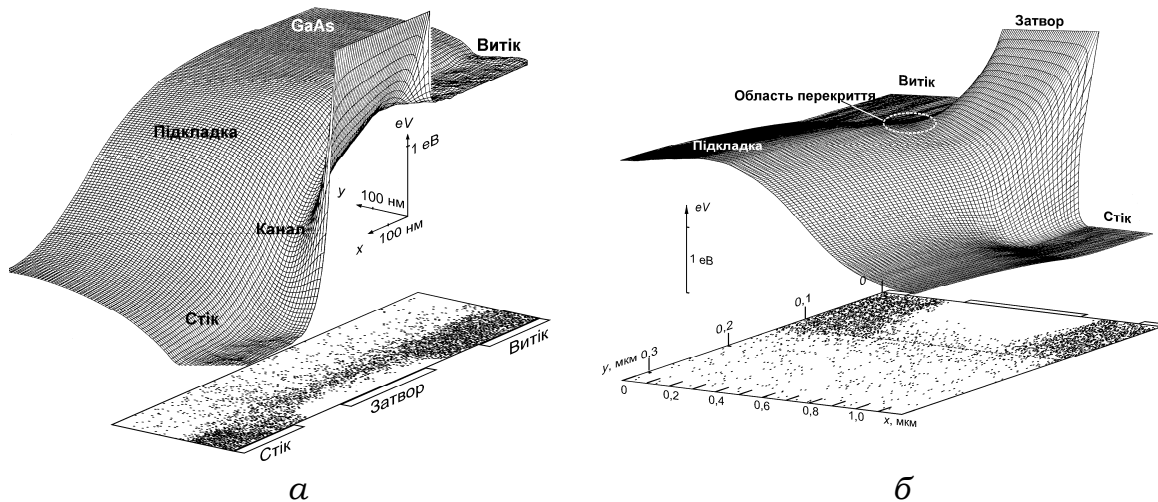 GaAs
Витік
Підкладка
eV
1 еВ
y
100 нм
100 нм
x
Канал
Стік
Витік
Затвор
Стік
а
Затвор
Витік
Область перекриття
Підкладка
Стік
eV
1 еВ
0
0,1
0,2
y, мкм 0,3
0 0,2 0,4 0,6 0,8 1,0 x, мкм
б